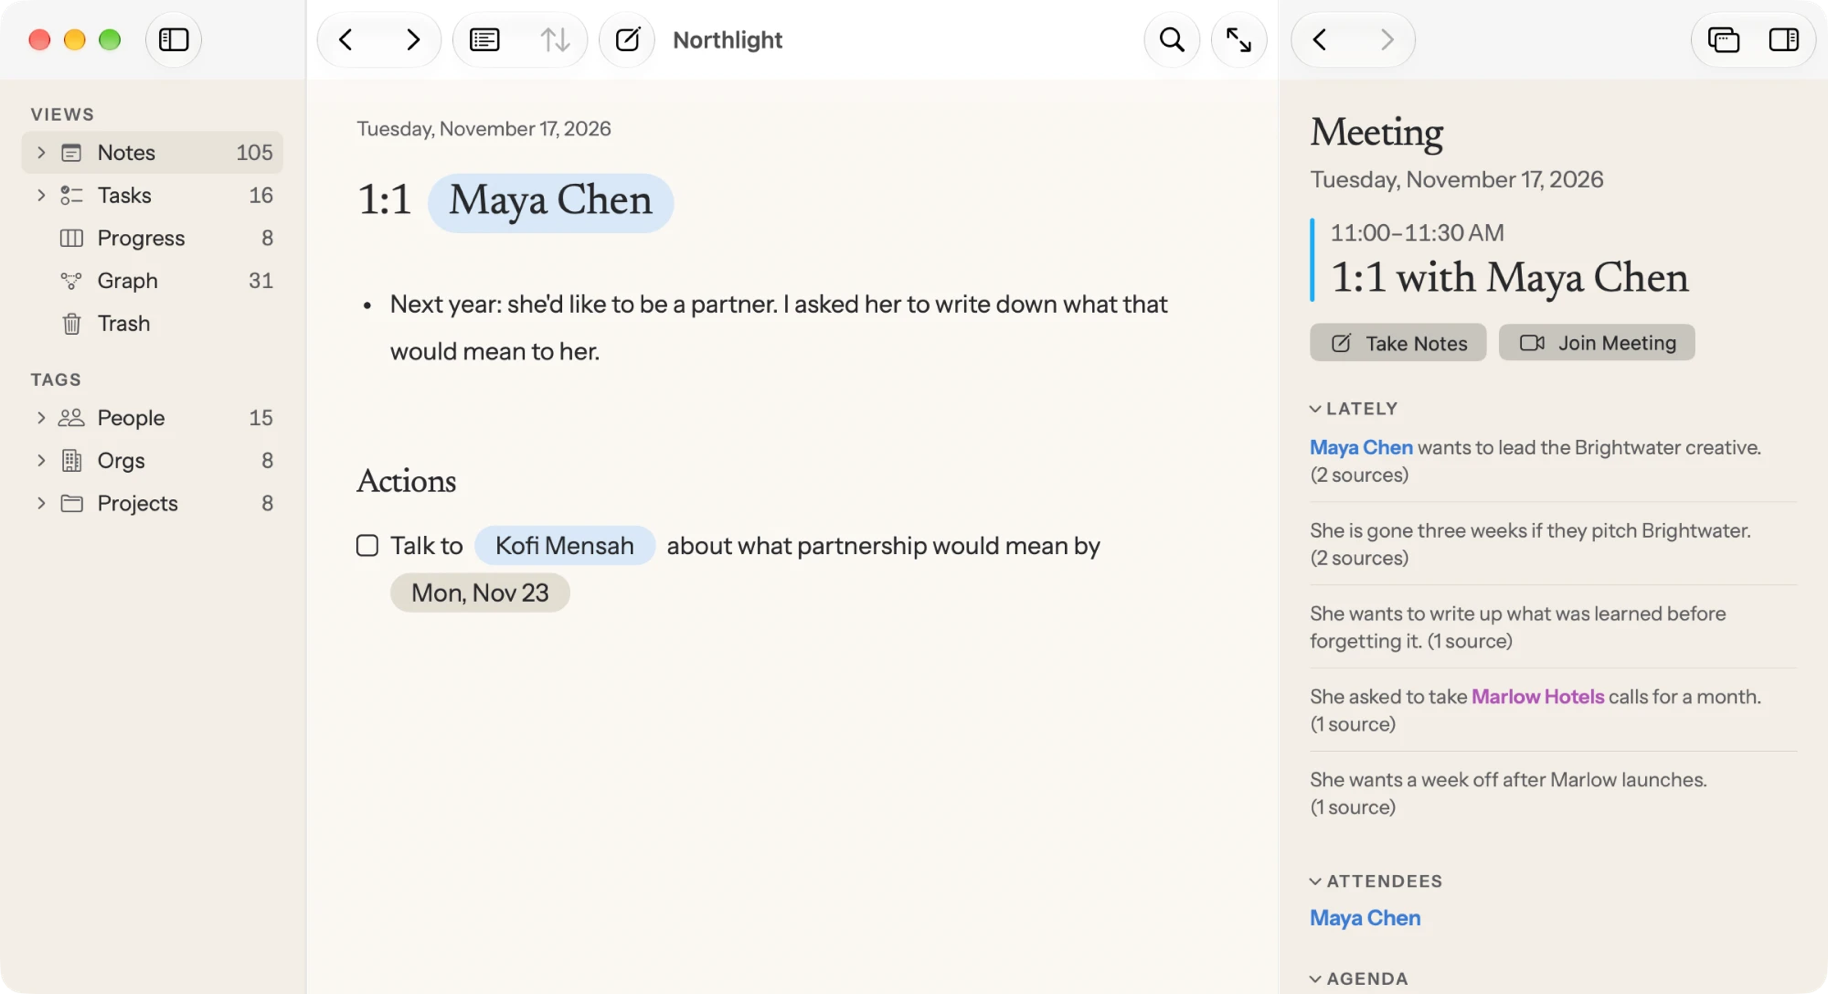 Northlight
VIEWS
Notes 105
Tasks 16
Progress 8
Graph 31
Trash
TAGS
People 15
Orgs 8
Projects 8
Tuesday, November 17, 2026
1:1 Maya Chen
• Next year: she'd like to be a partner. I asked her to write down what that
would mean to her.
Actions
Talk to Kofi Mensah about what partnership would mean by
Mon, Nov 23
Meeting
Tuesday, November 17, 2026
11:00–11:30 AM
1:1 with Maya Chen
Take Notes Join Meeting
LATELY
Maya Chen wants to lead the Brightwater creative.
(2 sources)
She is gone three weeks if they pitch Brightwater.
(2 sources)
She wants to write up what was learned before
forgetting it. (1 source)
She asked to take Marlow Hotels calls for a month.
(1 source)
She wants a week off after Marlow launches.
(1 source)
ATTENDEES
Maya Chen
AGENDA